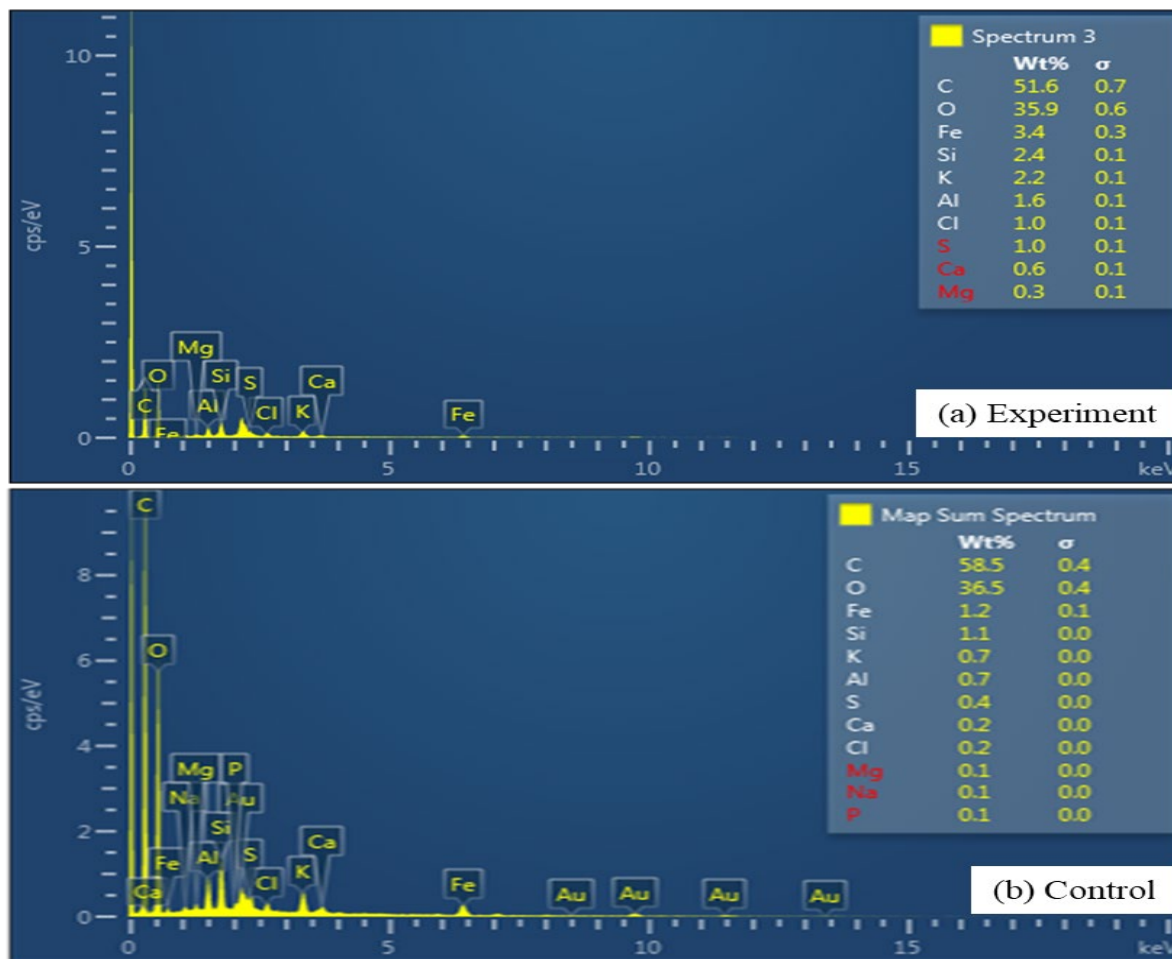 Spectrum 3
Wt% σ
C 51.6 0.7
O 35.9 0.6
Fe 3.4 0.3
Si 2.4 0.1
K 2.2 0.1
Al 1.6 0.1
Cl 1.0 0.1
S 1.0 0.1
Ca 0.6 0.1
Mg 0.3 0.1
10
cps/eV
5
Mg
O Si S Ca
C Al Cl K Fe
Fe
0
(a) Experiment
0 5 10 15 keV
Map Sum Spectrum
Wt% σ
C 58.5 0.4
O 36.5 0.4
Fe 1.2 0.1
Si 1.1 0.0
K 0.7 0.0
Al 0.7 0.0
S 0.4 0.0
Ca 0.2 0.0
Cl 0.2 0.0
Mg 0.1 0.0
Na 0.1 0.0
P 0.1 0.0
C
8
6
O
cps/eV
4
Mg P
Na Au
2
Si
Ca
Fe Al S
K
Cl Fe
Ca Au Au Au Au
0
(b) Control
0 5 10 15 keV